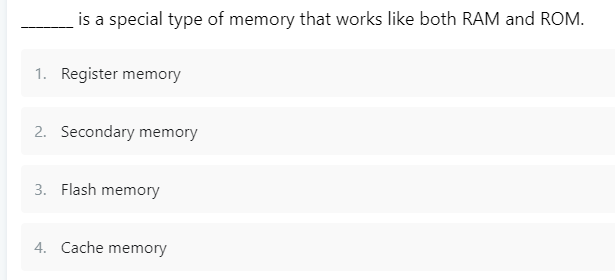 _______ is a special type of memory that works like both RAM and ROM.
1. Register memory
2. Secondary memory
3. Flash memory
4. Cache memory